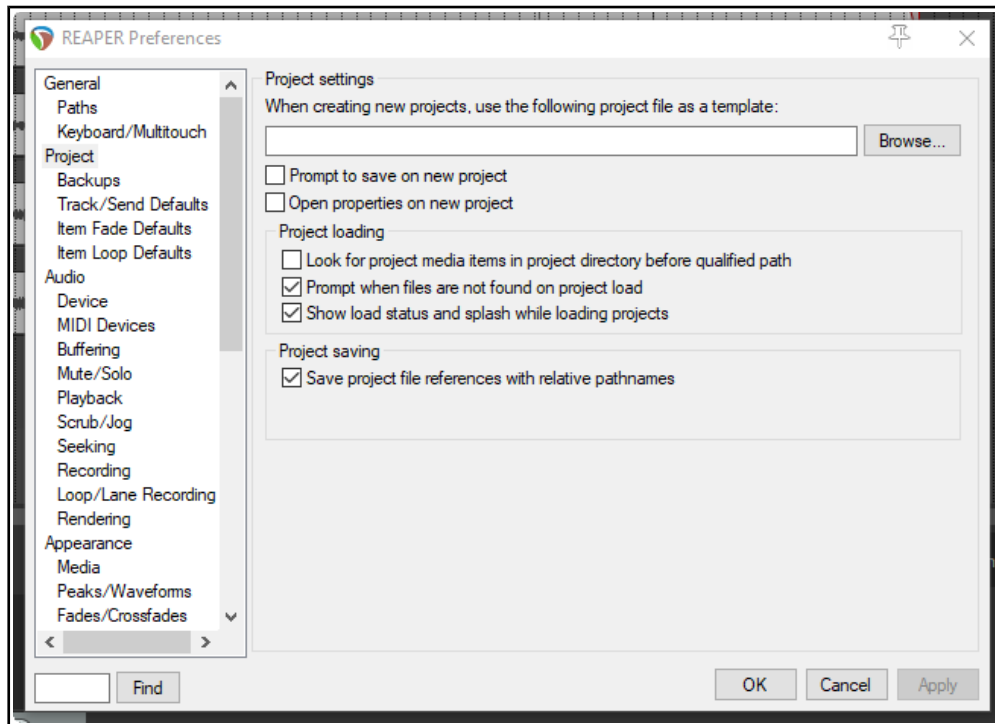 REAPER Preferences
General
Paths
Keyboard/Multitouch
Project
Backups
Track/Send Defaults
Item Fade Defaults
Item Loop Defaults
Audio
Device
MIDI Devices
Buffering
Mute/Solo
Playback
Scrub/Jog
Seeking
Recording
Loop/Lane Recording
Rendering
Appearance
Media
Peaks/Waveforms
Fades/Crossfades
Find
Project settings
When creating new projects, use the following project file as a template:
Browse...
Prompt to save on new project
Open properties on new project
Project loading
Look for project media items in project directory before qualified path
Prompt when files are not found on project load
Show load status and splash while loading projects
Project saving
Save project file references with relative pathnames
OK Cancel Apply